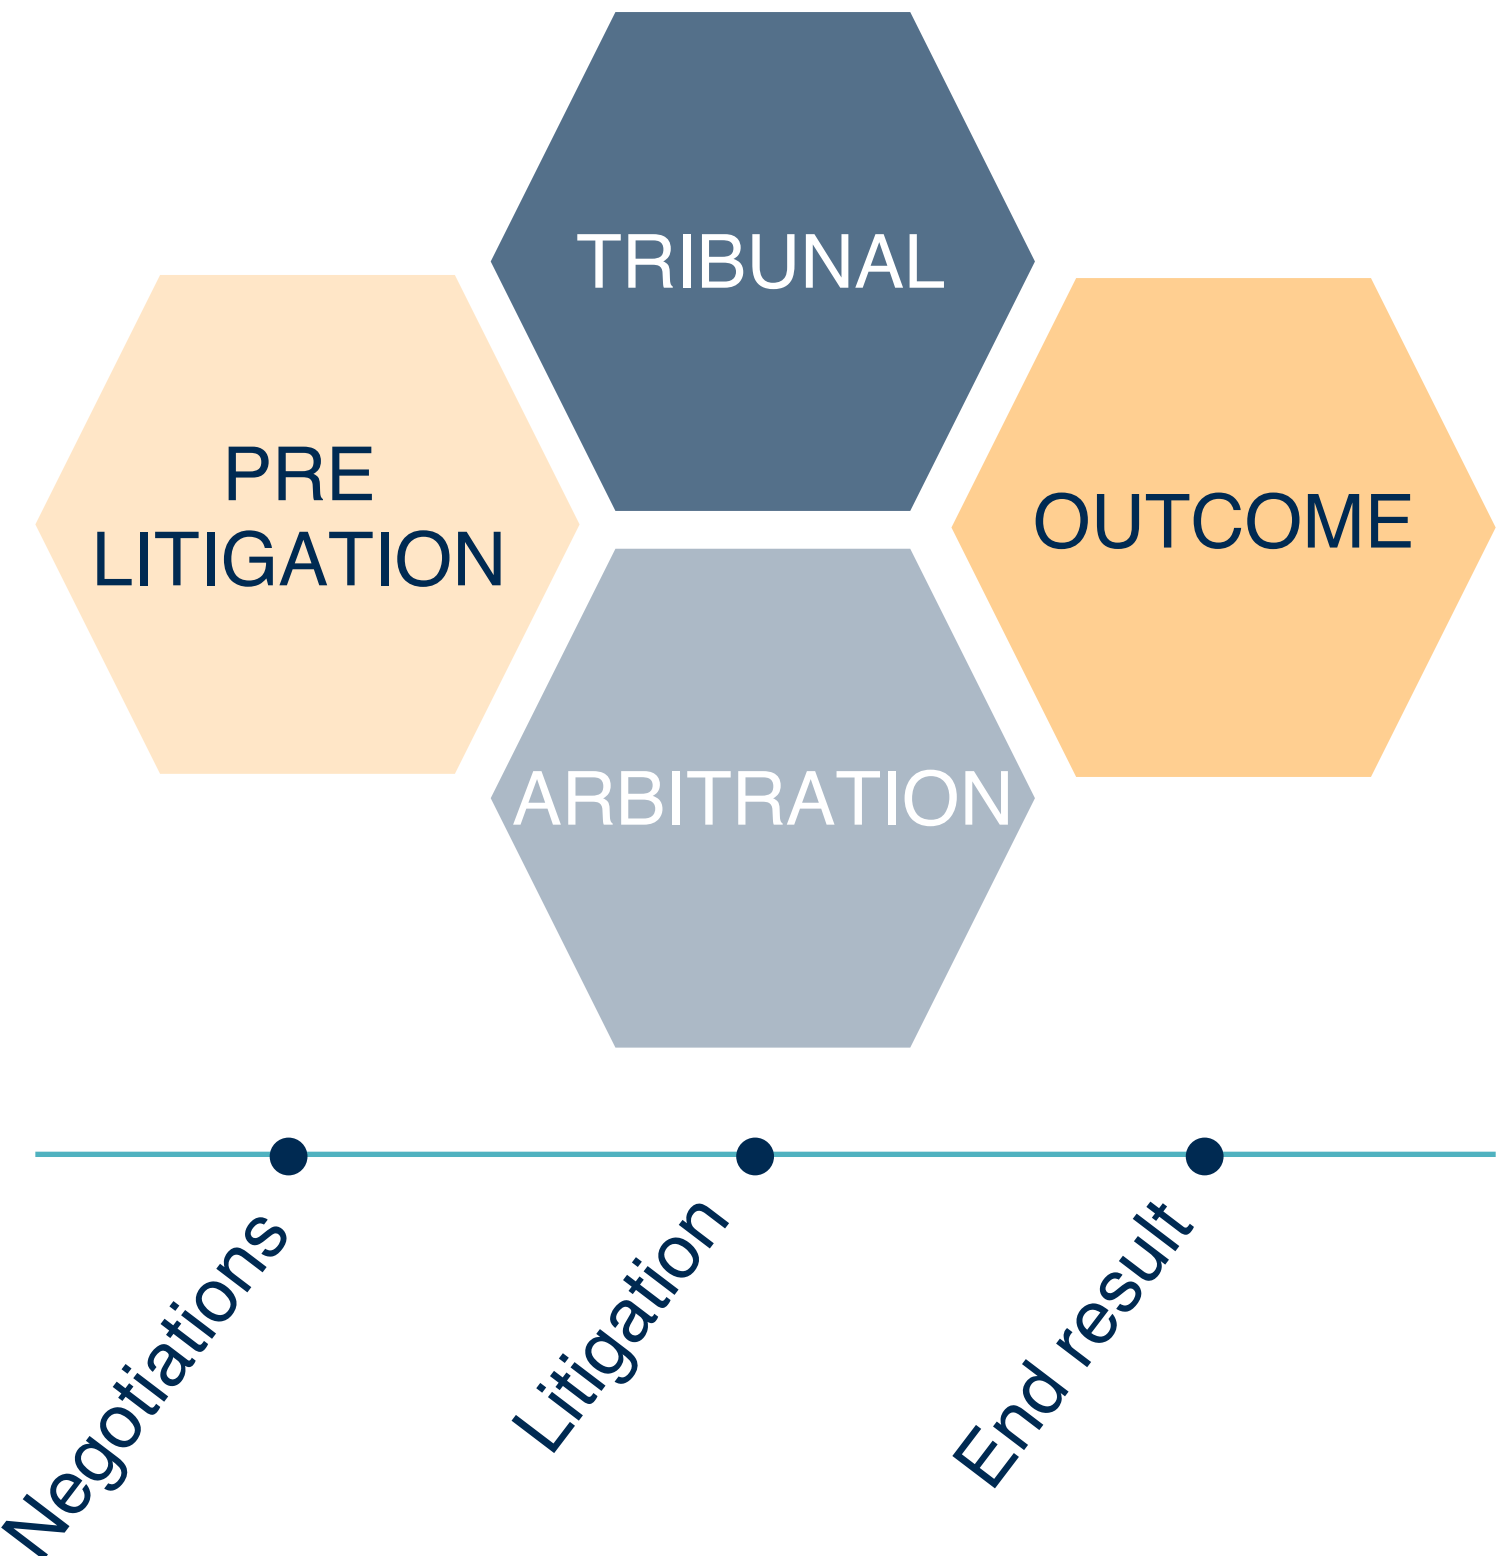 TRIBUNAL
PRE
LITIGATION
OUTCOME
ARBITRATION
Negotiations
Litigation
End result